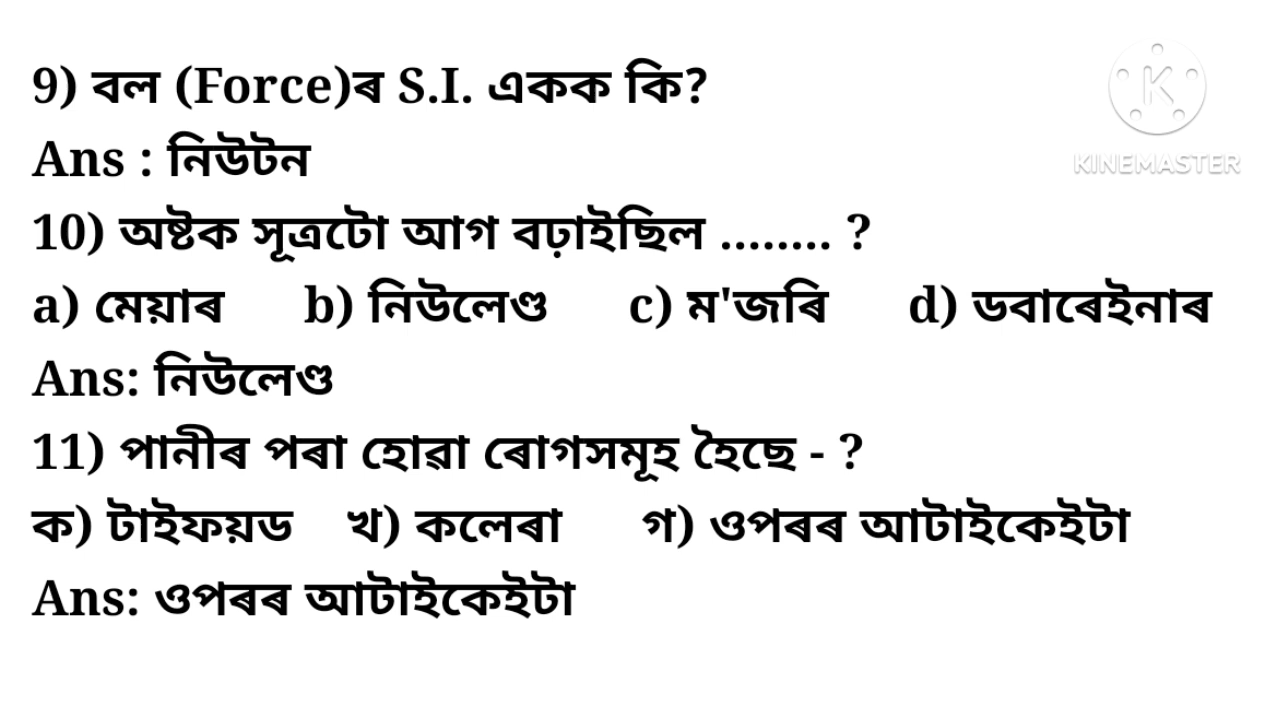 9) বল (Force)ৰ S.I. একক কি?
Ans : নিউটন
10) অষ্টক সূত্ৰটো আগ বঢ়াইছিল ........ ?
a) মেয়াৰ b) নিউলেণ্ড c) ম'জৰি d) ডবাৰেইনাৰ
Ans: নিউলেণ্ড
11) পানীৰ পৰা হোৱা ৰোগসমূহ হৈছে - ?
ক) টাইফয়ড খ) কলেৰা গ) ওপৰৰ আটাইকেইটা
Ans: ওপৰৰ আটাইকেইটা
KINEMASTER